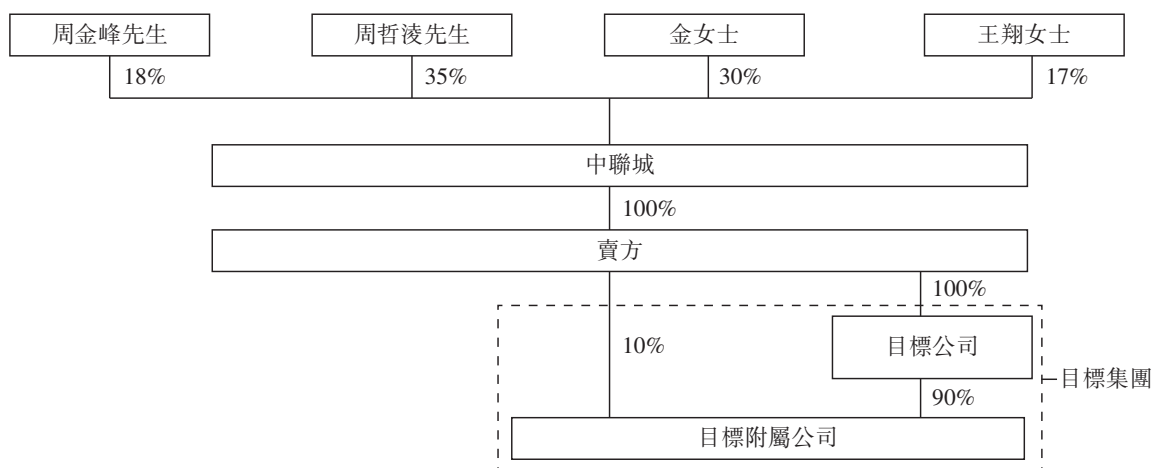 周金峰先生
周哲淩先生
金女士
王翔女士
18%
35%
30%
17%
中聯城
100%
賣方
100%
10%
目標公司
目標集團
90%
目標附屬公司